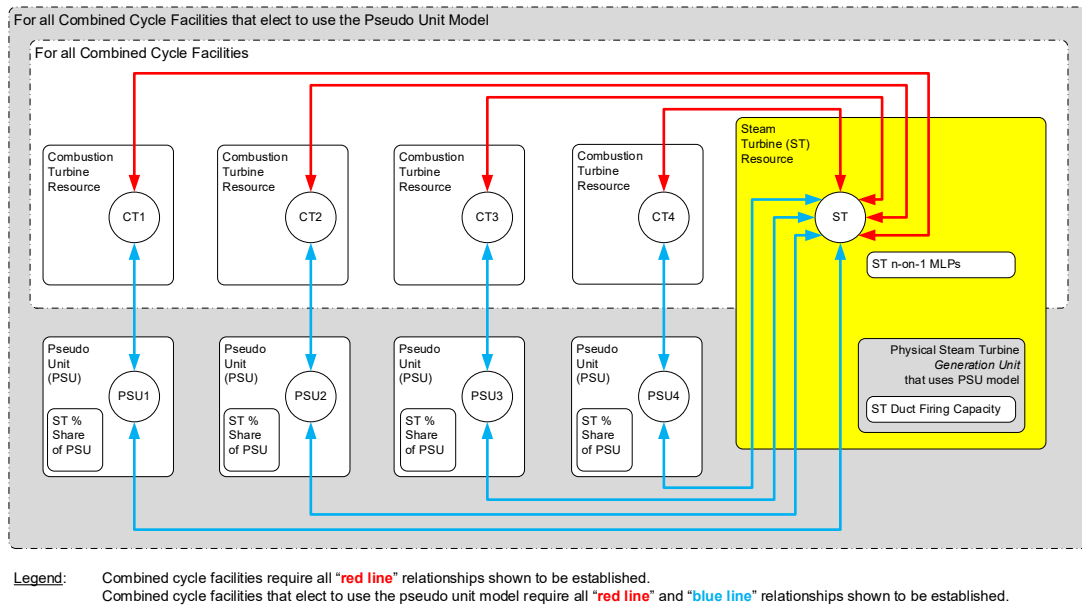 For all Combined Cycle Facilities that elect to use the Pseudo Unit Model
For all Combined Cycle Facilities
Combustion
Turbine
Resource
CT1
Combustion
Turbine
Resource
CT2
Combustion
Turbine
Resource
CT3
Combustion
Turbine
Resource
CT4
Steam
Turbine (ST)
Resource
ST
ST n-on-1 MLPs
Pseudo
Unit
(PSU)
PSU1
ST %
Share
of PSU
Pseudo
Unit
(PSU)
PSU2
ST %
Share
of PSU
Pseudo
Unit
(PSU)
PSU3
ST %
Share
of PSU
Pseudo
Unit
(PSU)
PSU4
ST %
Share
of PSU
Physical Steam Turbine
Generation Unit
that uses PSU model
ST Duct Firing Capacity
Legend: Combined cycle facilities require all “red line” relationships shown to be established.
Combined cycle facilities that elect to use the pseudo unit model require all “red line” and “blue line” relationships shown to be established.